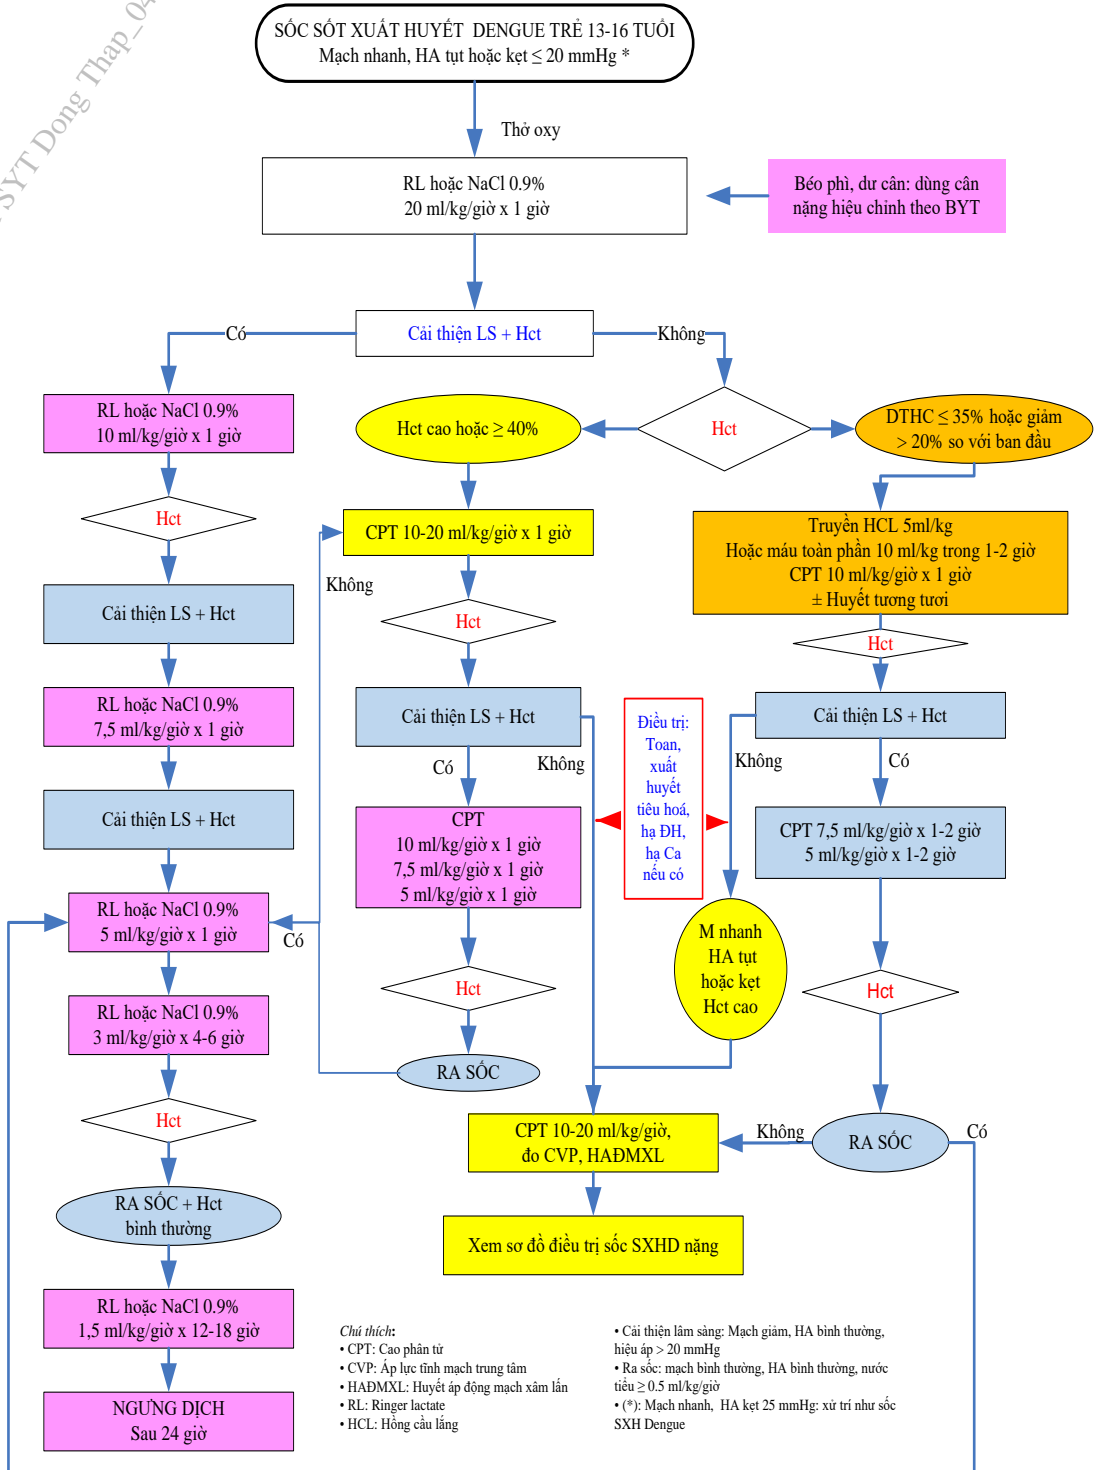 SYT Dong Thap_04
SỐC SỐT XUẤT HUYẾT DENGUE TRẺ 13-16 TUỔI
Mạch nhanh, HA tụt hoặc kẹt ≤ 20 mmHg *
Thở oxy
RL hoặc NaCl 0.9%
20 ml/kg/giờ x 1 giờ
Béo phì, dư cân: dùng cân
nặng hiệu chỉnh theo BYT
Cải thiện LS + Hct
Có
Không
RL hoặc NaCl 0.9%
10 ml/kg/giờ x 1 giờ
Hct cao hoặc ≥ 40%
Hct
DTHC ≤ 35% hoặc giảm
> 20% so với ban đầu
Hct
CPT 10-20 ml/kg/giờ x 1 giờ
Truyền HCL 5ml/kg
Hoặc máu toàn phần 10 ml/kg trong 1-2 giờ
CPT 10 ml/kg/giờ x 1 giờ
± Huyết tương tươi
Không
Cải thiện LS + Hct
Hct
Hct
RL hoặc NaCl 0.9%
7,5 ml/kg/giờ x 1 giờ
Cải thiện LS + Hct
Điều trị:
Toan,
xuất
huyết
tiêu hoá,
hạ ĐH,
hạ Ca
nếu có
Cải thiện LS + Hct
Có
Không
Không
Có
Cải thiện LS + Hct
CPT
10 ml/kg/giờ x 1 giờ
7,5 ml/kg/giờ x 1 giờ
5 ml/kg/giờ x 1 giờ
CPT 7,5 ml/kg/giờ x 1-2 giờ
5 ml/kg/giờ x 1-2 giờ
RL hoặc NaCl 0.9%
5 ml/kg/giờ x 1 giờ
Có
M nhanh
HA tụt
hoặc kẹt
Hct cao
Hct
Hct
RL hoặc NaCl 0.9%
3 ml/kg/giờ x 4-6 giờ
RA SỐC
Hct
CPT 10-20 ml/kg/giờ,
đo CVP, HAĐMXL
Không
RA SỐC
Có
RA SỐC + Hct
bình thường
Xem sơ đồ điều trị sốc SXHD nặng
RL hoặc NaCl 0.9%
1,5 ml/kg/giờ x 12-18 giờ
NGƯNG DỊCH
Sau 24 giờ
Chú thích:
• CPT: Cao phân tử
• CVP: Áp lực tĩnh mạch trung tâm
• HAĐMXL: Huyết áp động mạch xâm lấn
• RL: Ringer lactate
• HCL: Hồng cầu lắng
• Cải thiện lâm sàng: Mạch giảm, HA bình thường,
hiệu áp > 20 mmHg
• Ra sốc: mạch bình thường, HA bình thường, nước
tiểu ≥ 0.5 ml/kg/giờ
• (*): Mạch nhanh, HA kẹt 25 mmHg: xử trí như sốc
SXH Dengue